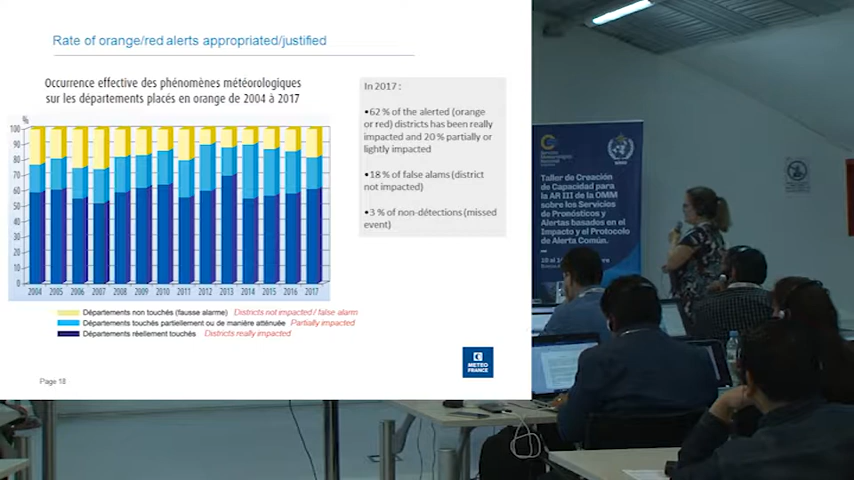 Rate of orange/red alerts appropriated/justified
Occurrence effective des phénomènes météorologiques
sur les départements placés en orange de 2004 à 2017
%
100
90
80
70
60
50
40
30
20
10
0
2004 2005 2006 2007 2008 2009 2010 2011 2012 2013 2014 2015 2016 2017
Départements non touchés (fausse alarme) Districts not impacted / false alarm
Départements touchés partiellement ou de manière atténuée Partially impacted
Départements réellement touchés Districts really impacted
In 2017 :
•62 % of the alerted (orange
or red) districts has been really
impacted and 20 % partially or
lightly impacted
•18 % of false alams (district
not impacted)
•3 % of non-détections (missed
event)
METEO
FRANCE
Page 18
Taller de Creación
de Capacidad para
la AR III de la OMM
sobre los Servicios
de Pronósticos y
Alertas basados en el
Impacto y el Protocolo
de Alerta Común.